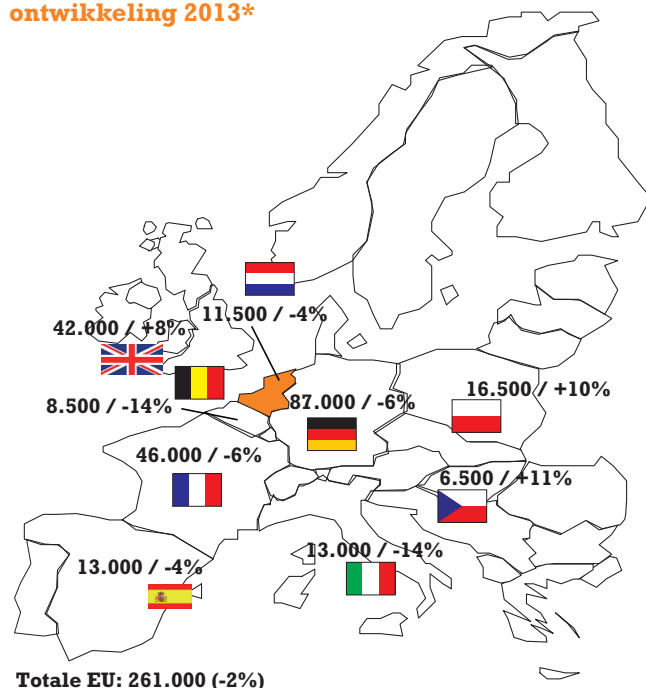 ontwikkeling 2013*
11.500 / -4%
42.000 / +8%
16.500 / +10%
8.500 / -14%
87.000 / -6%
46.000 / -6%
6.500 / +11%
13.000 / -14%
13.000 / -4%
Totale EU: 261.000 (-2%)